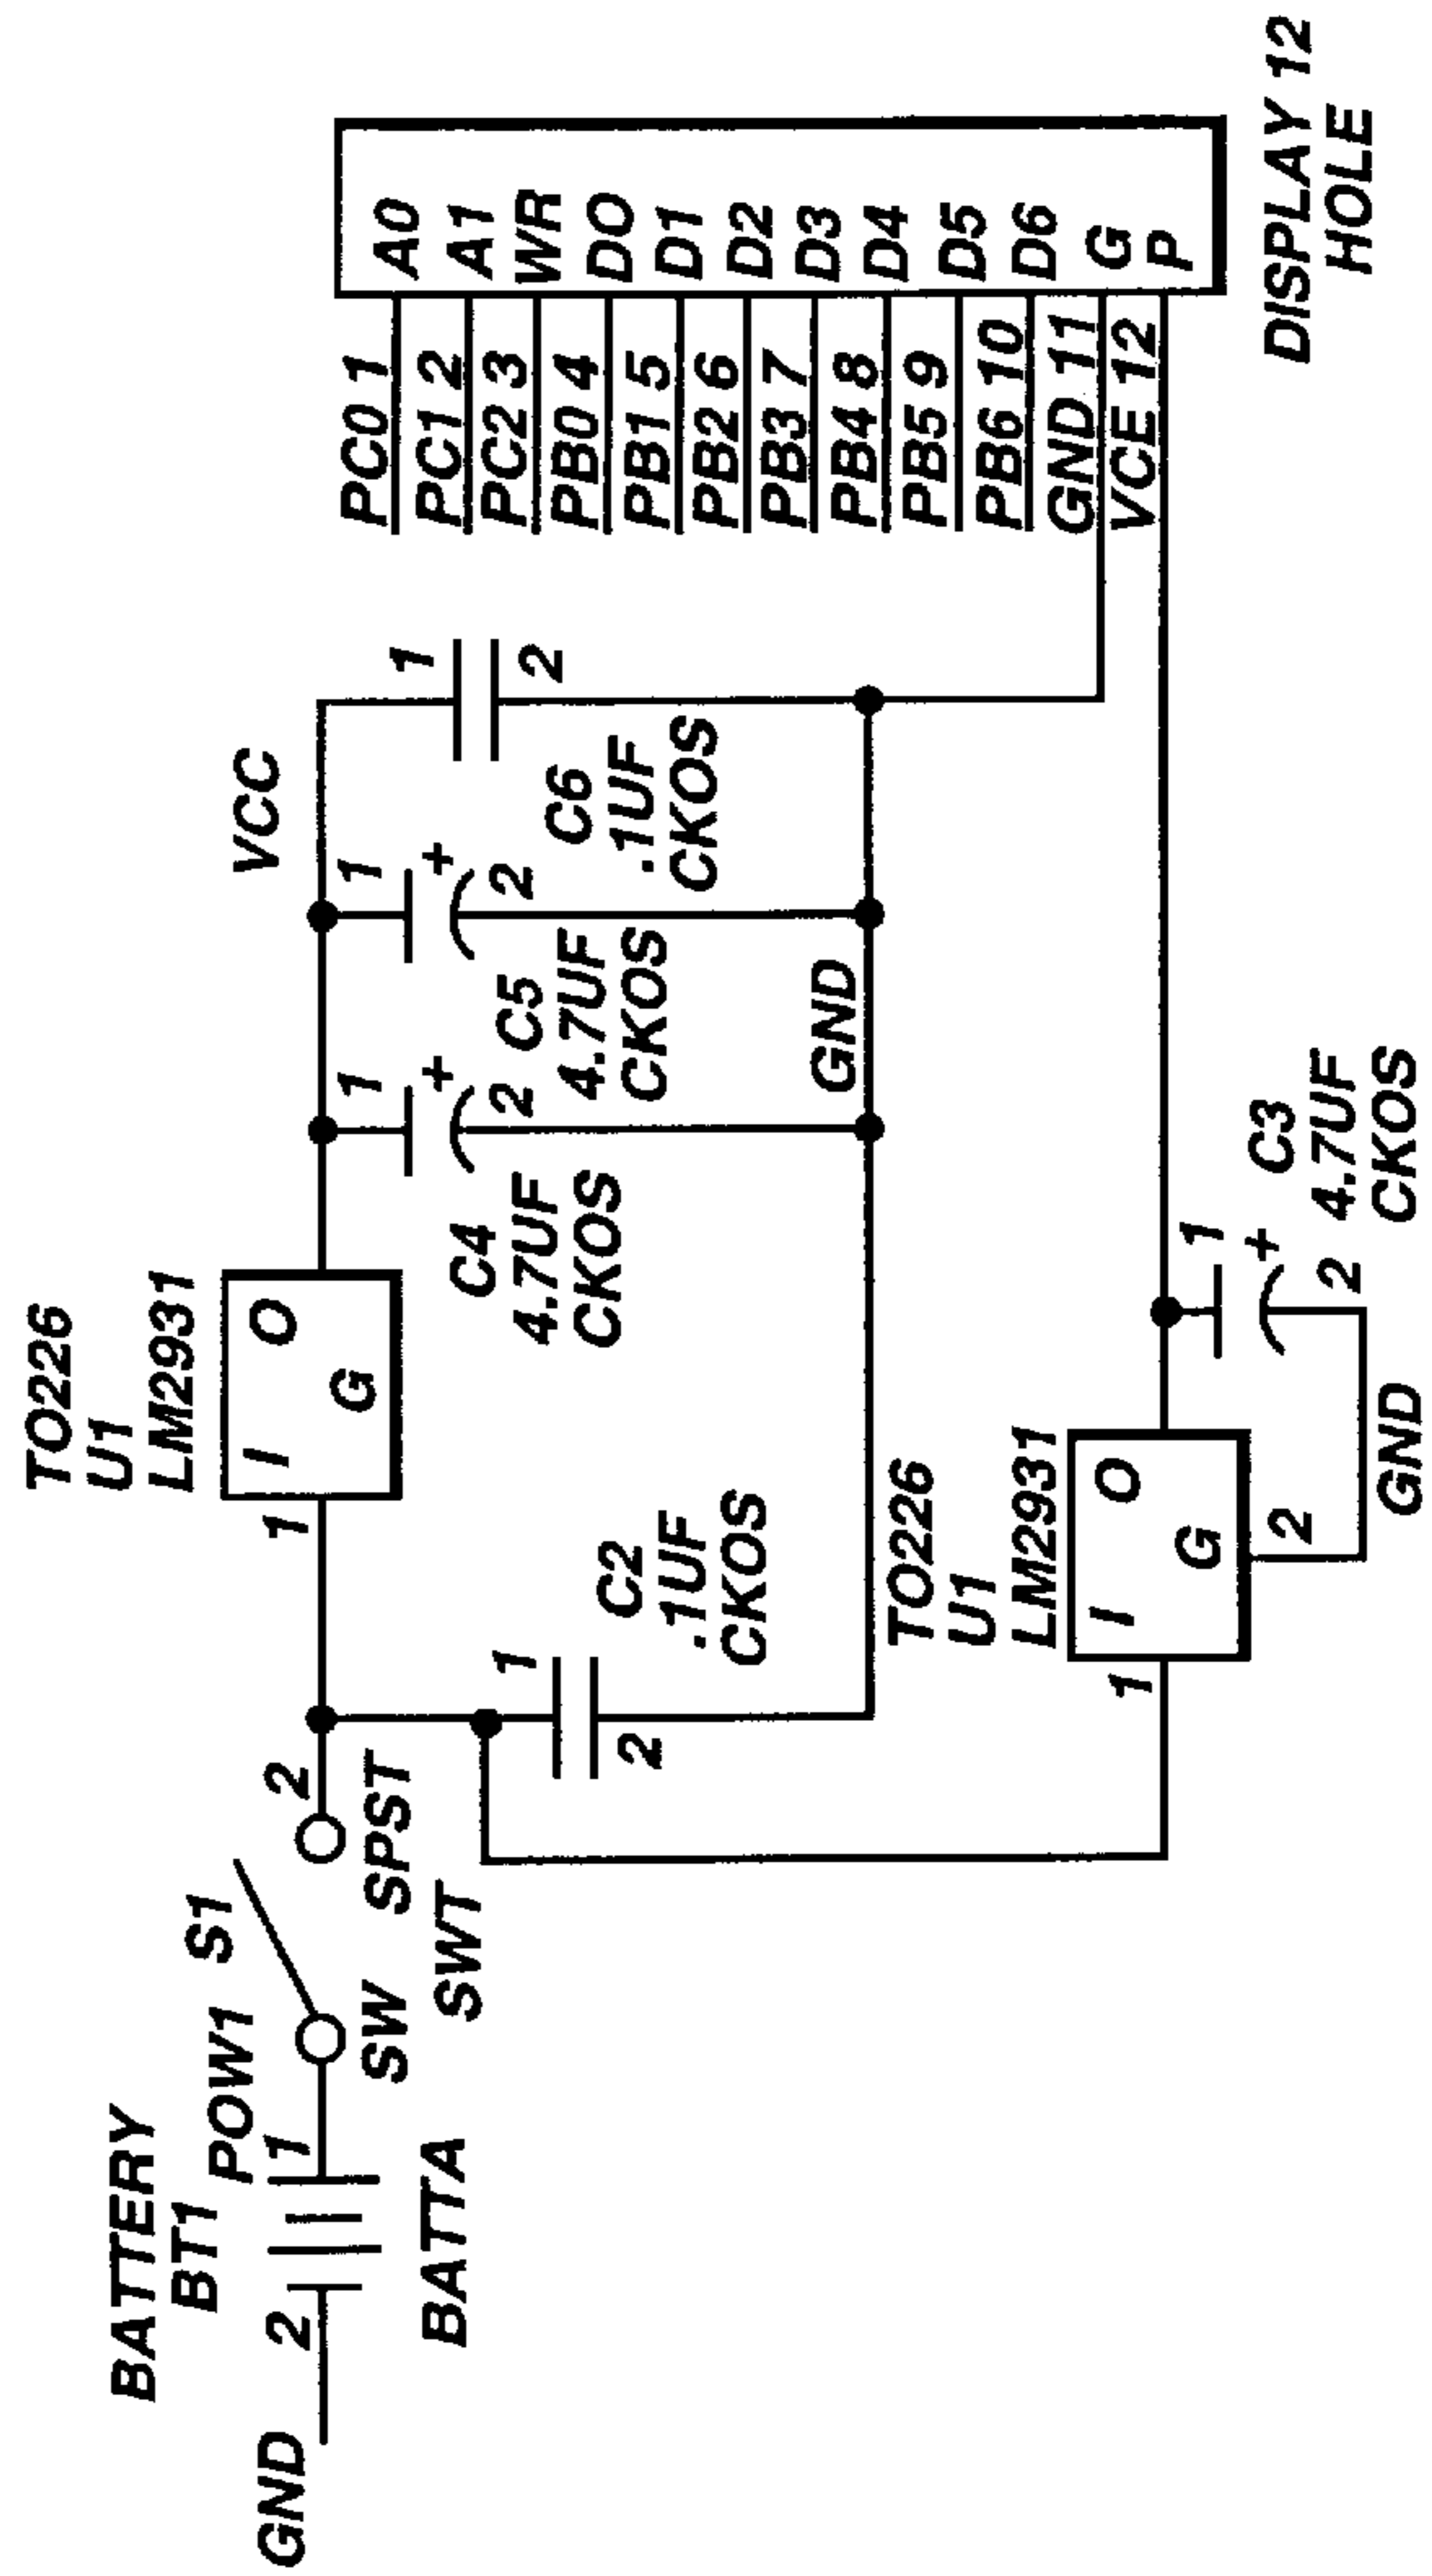 BATTERY
BT1
POW1
S1
GND
2
1
BATTA
SW SPST
SWT
2
TO226
U1
LM2931
1
I O
G
VCC
1
2
C2
.1UF
CKOS
1
+
2
C4
4.7UF
CKOS
1
+
2
C5
4.7UF
CKOS
1
2
C6
.1UF
CKOS
GND
TO226
U1
LM2931
1
I O
G
2
1
+
2
C3
4.7UF
CKOS
GND
PC0 1 A0
PC1 2 A1
PC2 3 WR
PB0 4 DO
PB1 5 D1
PB2 6 D2
PB3 7 D3
PB4 8 D4
PB5 9 D5
PB6 10 D6
GND 11 G
VCE 12 P
DISPLAY 12
HOLE